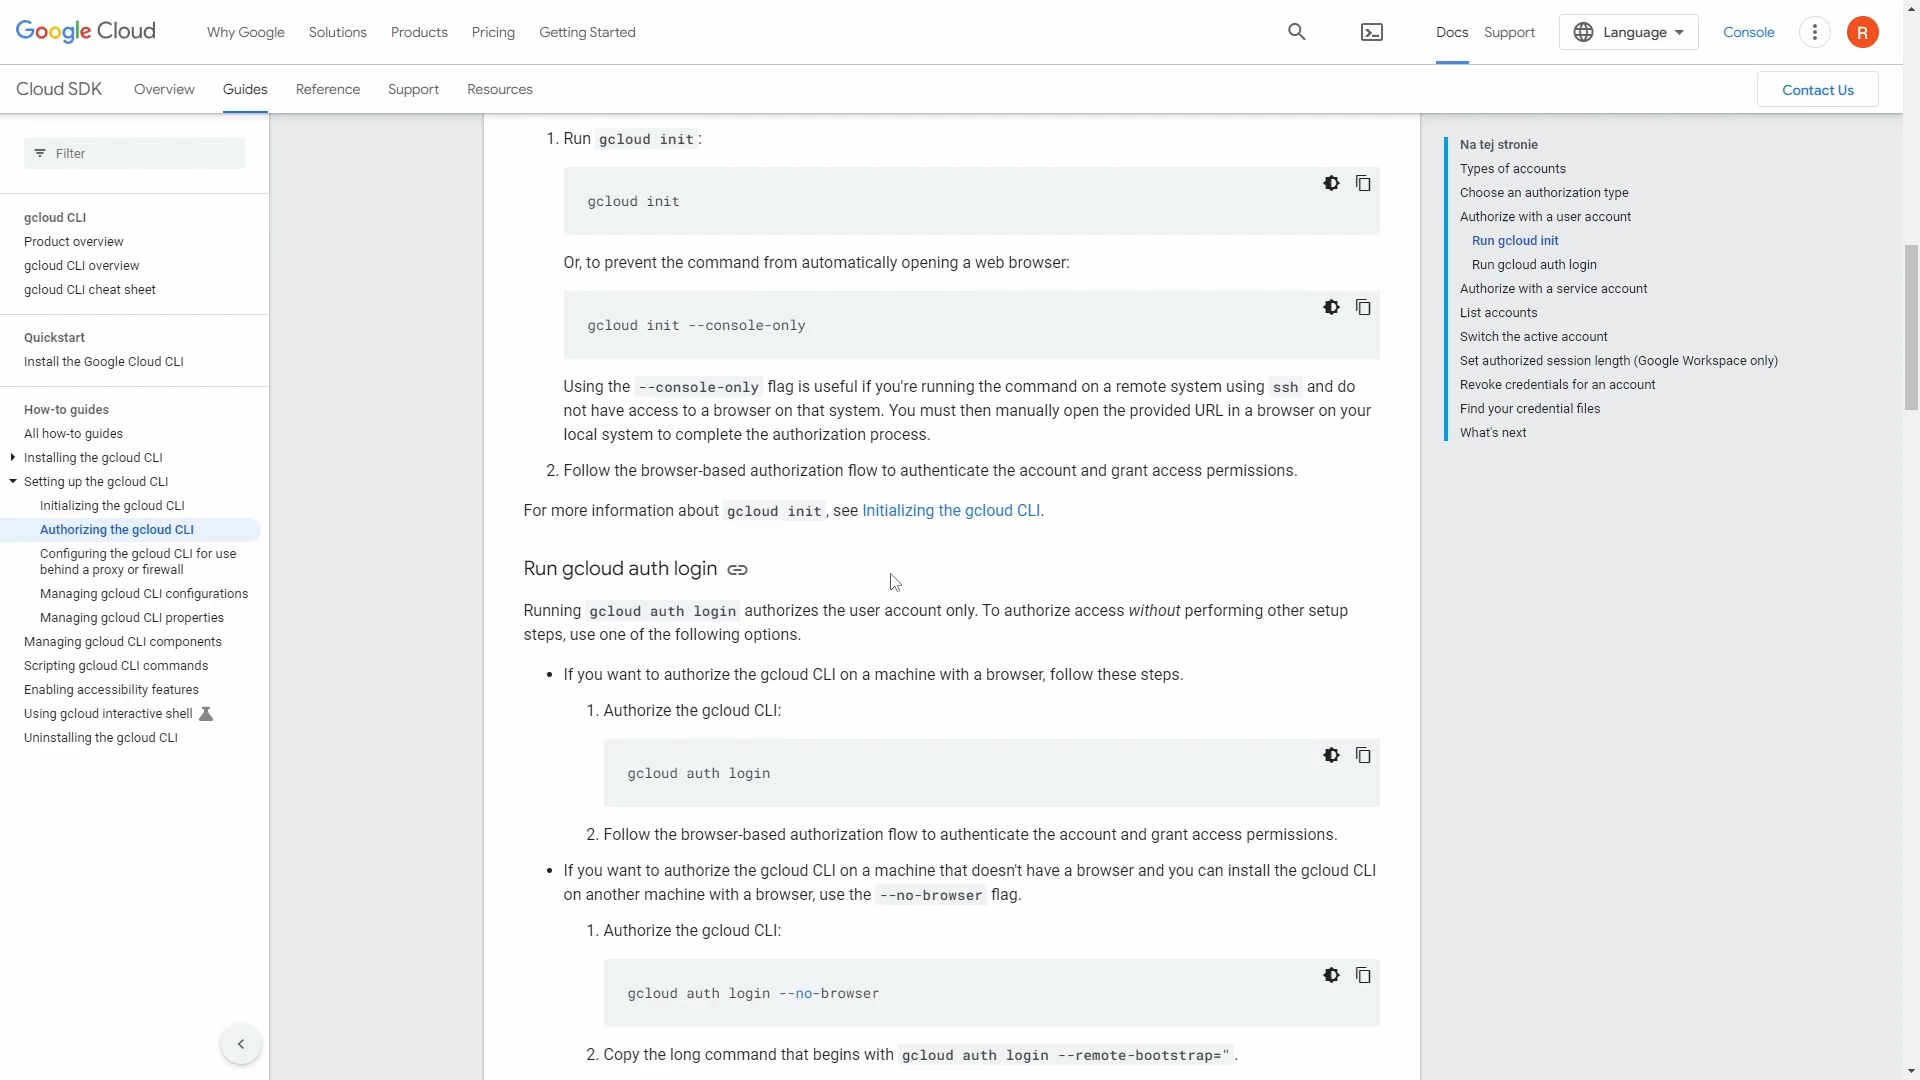 Google Cloud
Why Google
Solutions
Products
Pricing
Getting Started
Docs
Support
Language
Console
R
Cloud SDK
Overview
Guides
Reference
Support
Resources
Contact Us
Filter
gcloud CLI
Product overview
gcloud CLI overview
gcloud CLI cheat sheet
Quickstart
Install the Google Cloud CLI
How-to guides
All how-to guides
Installing the gcloud CLI
Setting up the gcloud CLI
Initializing the gcloud CLI
Authorizing the gcloud CLI
Configuring the gcloud CLI for use
behind a proxy or firewall
Managing gcloud CLI configurations
Managing gcloud CLI properties
Managing gcloud CLI components
Scripting gcloud CLI commands
Enabling accessibility features
Using gcloud interactive shell
Uninstalling the gcloud CLI
1. Run gcloud init:
gcloud init
Or, to prevent the command from automatically opening a web browser:
gcloud init --console-only
Using the --console-only flag is useful if you're running the command on a remote system using ssh and do
not have access to a browser on that system. You must then manually open the provided URL in a browser on your
local system to complete the authorization process.
2. Follow the browser-based authorization flow to authenticate the account and grant access permissions.
For more information about gcloud init, see Initializing the gcloud CLI.
Run gcloud auth login
Running gcloud auth login authorizes the user account only. To authorize access without performing other setup
steps, use one of the following options.
• If you want to authorize the gcloud CLI on a machine with a browser, follow these steps.
1. Authorize the gcloud CLI:
gcloud auth login
2. Follow the browser-based authorization flow to authenticate the account and grant access permissions.
• If you want to authorize the gcloud CLI on a machine that doesn't have a browser and you can install the gcloud CLI
on another machine with a browser, use the --no-browser flag.
1. Authorize the gcloud CLI:
gcloud auth login --no-browser
2. Copy the long command that begins with gcloud auth login --remote-bootstrap=".
Na tej stronie
Types of accounts
Choose an authorization type
Authorize with a user account
Run gcloud init
Run gcloud auth login
Authorize with a service account
List accounts
Switch the active account
Set authorized session length (Google Workspace only)
Revoke credentials for an account
Find your credential files
What's next